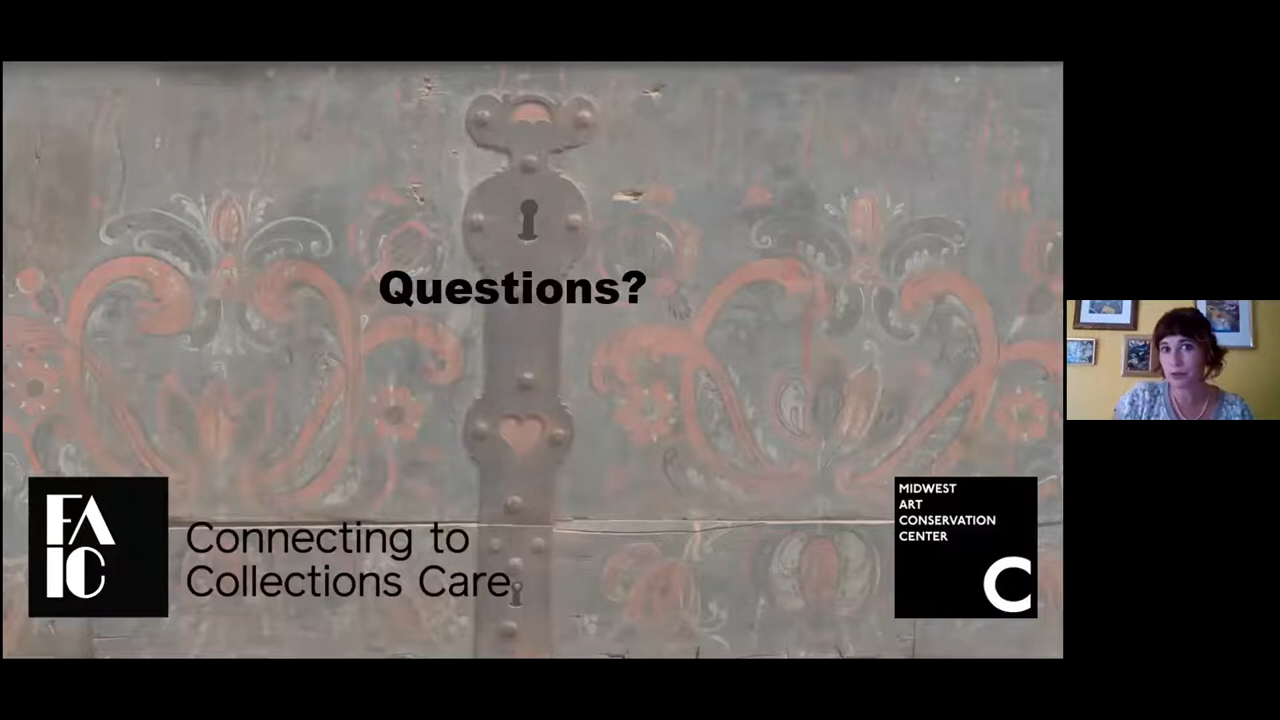 Questions?
FA
IC
Connecting to
Collections Care
MIDWEST
ART
CONSERVATION
CENTER
C